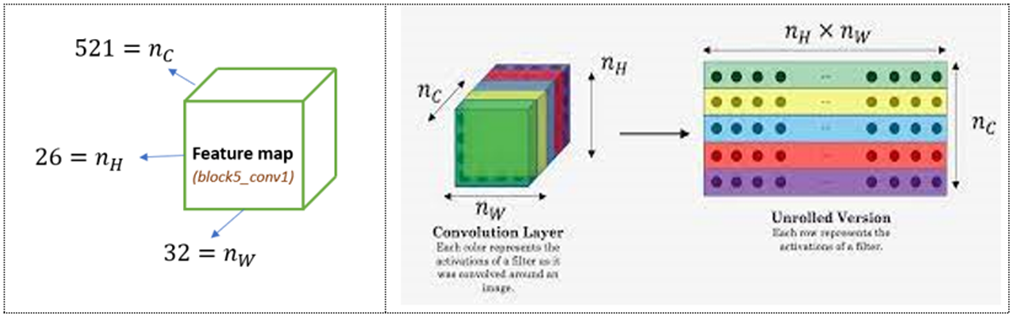 521 = n_C
26 = n_H
Feature map
(block5_conv1)
32 = n_W
n_C
n_H
n_W
Convolution Layer
Each color represents the
activations of a filter as it
was convolved around an
image.
n_H × n_W
n_C
Unrolled Version
Each row represents the
activations of a filter.